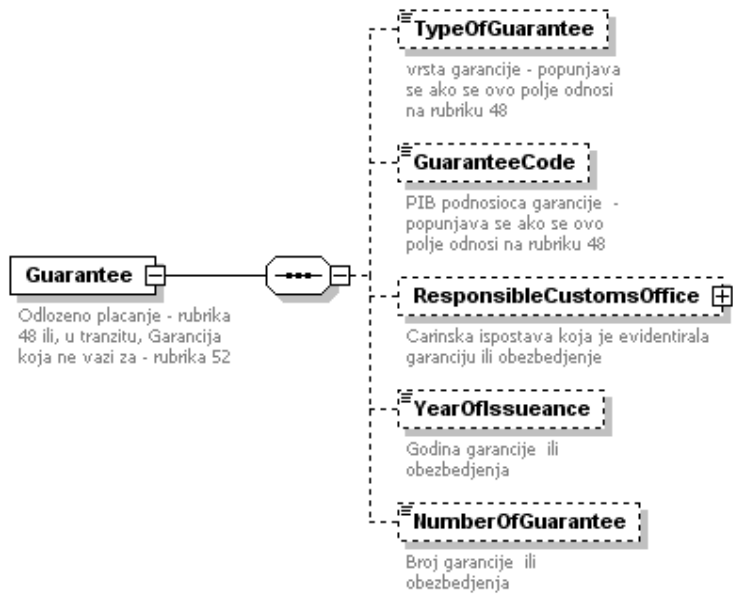 TypeOfGuarantee
vrsta garancije - popunjava
se ako se ovo polje odnosi
na rubriku 48
GuaranteeCode
PIB podnosioca garancije -
popunjava se ako se ovo
polje odnosi na rubriku 48
Guarantee
Odlozeno placanje - rubrika
48 ili, u tranzitu, Garancija
koja ne vazi za - rubrika 52
ResponsibleCustomsOffice
Carinska ispostava koja je evidentirala
garanciju ili obezbedjenje
YearOfIssueance
Godina garancije ili
obezbedjenja
NumberOfGuarantee
Broj garancije ili
obezbedjenja